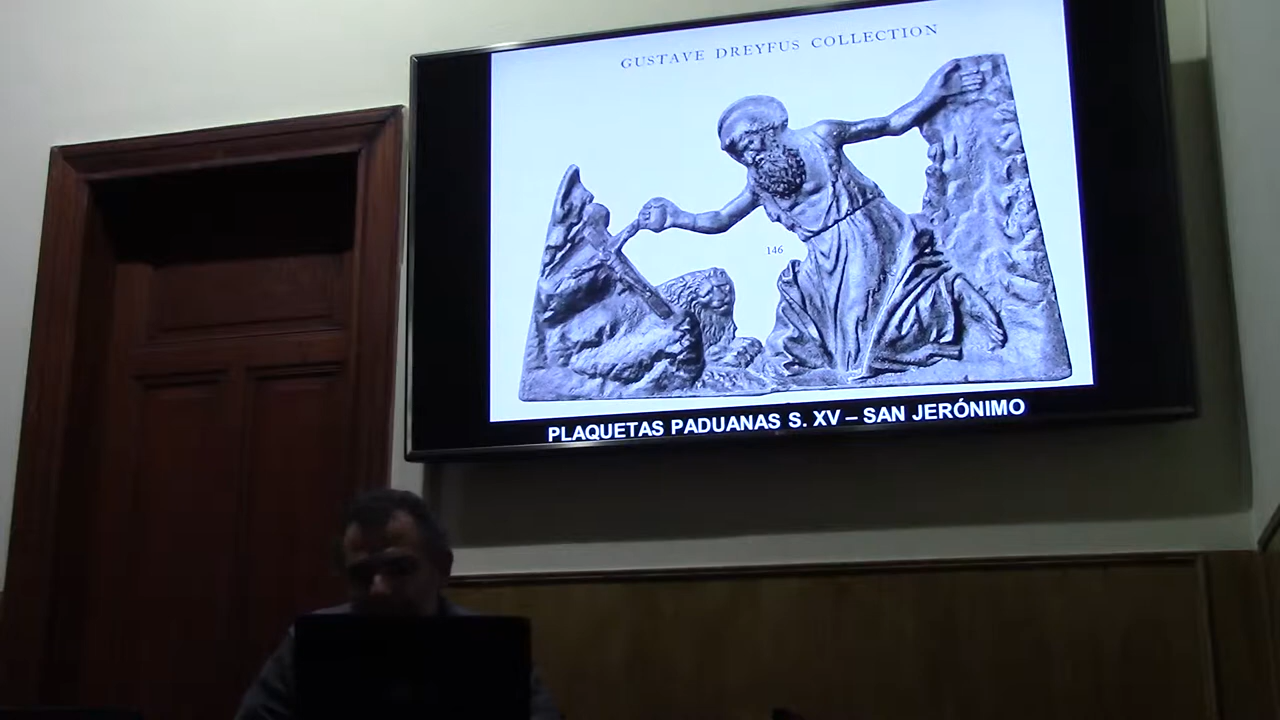 GUSTAVE DREYFUS COLLECTION
146
PLAQUETAS PADUANAS S. XV – SAN JERÓNIMO